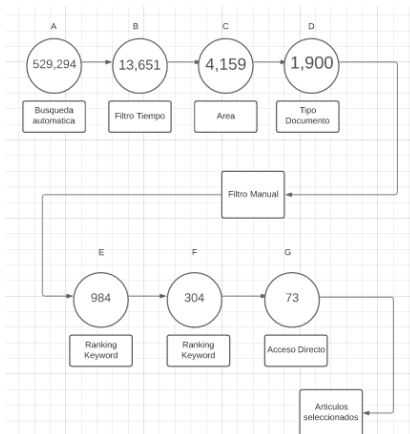 A
B
C
D
529,294
13,651
4,159
1,900
Busqueda
automatica
Filtro Tiempo
Area
Tipo
Documento
Filtro Manual
E
F
G
984
304
73
Ranking
Keyword
Ranking
Keyword
Acceso Directo
Articulos
seleccionados